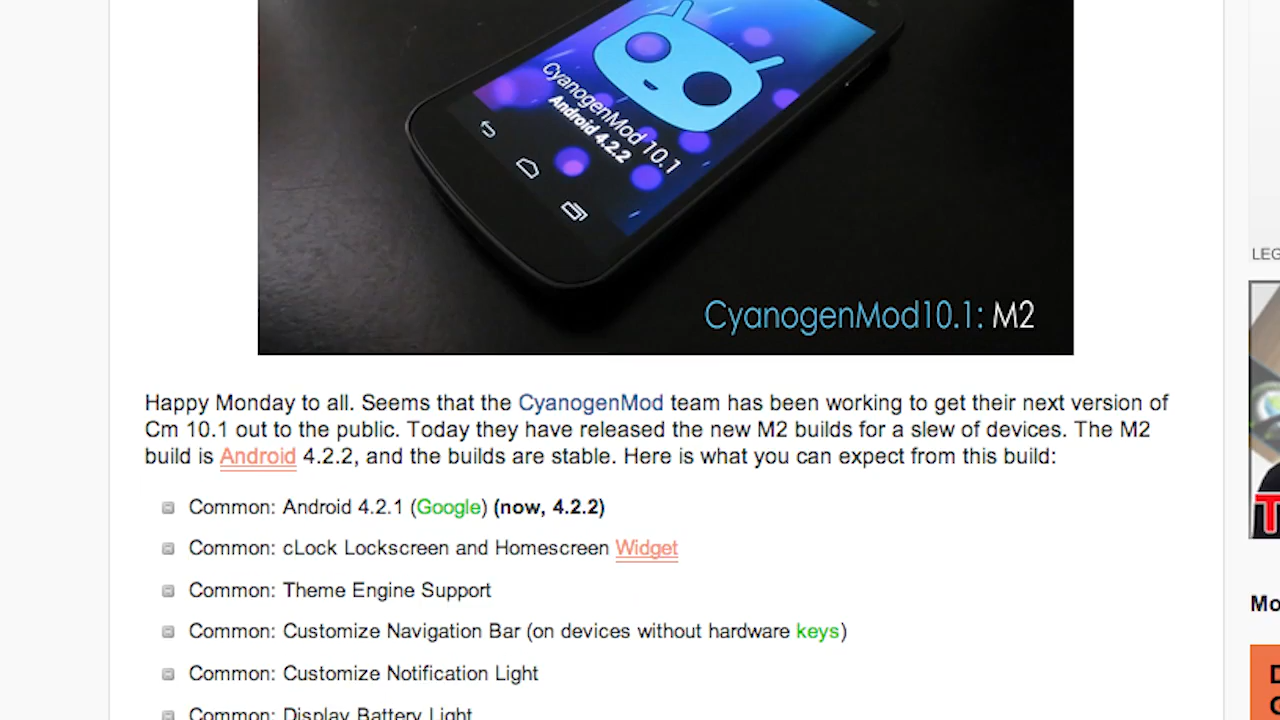 CyanogenMod 10.1
Android 4.2.2
CyanogenMod10.1: M2
LEG
Happy Monday to all. Seems that the CyanogenMod team has been working to get their next version of
Cm 10.1 out to the public. Today they have released the new M2 builds for a slew of devices. The M2
build is Android 4.2.2, and the builds are stable. Here is what you can expect from this build:
Common: Android 4.2.1 (Google) (now, 4.2.2)
Common: cLock Lockscreen and Homescreen Widget
Common: Theme Engine Support
Mo
Common: Customize Navigation Bar (on devices without hardware keys)
Common: Customize Notification Light
Common: Display Battery Light